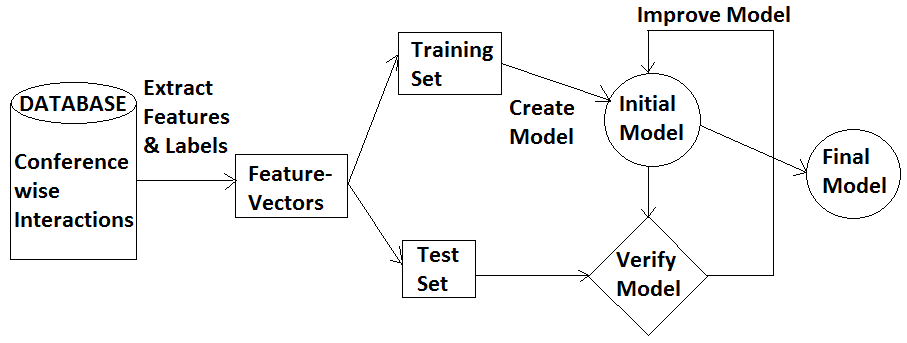 DATABASE
Conference
wise
Interactions
Extract
Features
& Labels
Feature-
Vectors
Training
Set
Test
Set
Create
Model
Improve Model
Initial
Model
Verify
Model
Final
Model